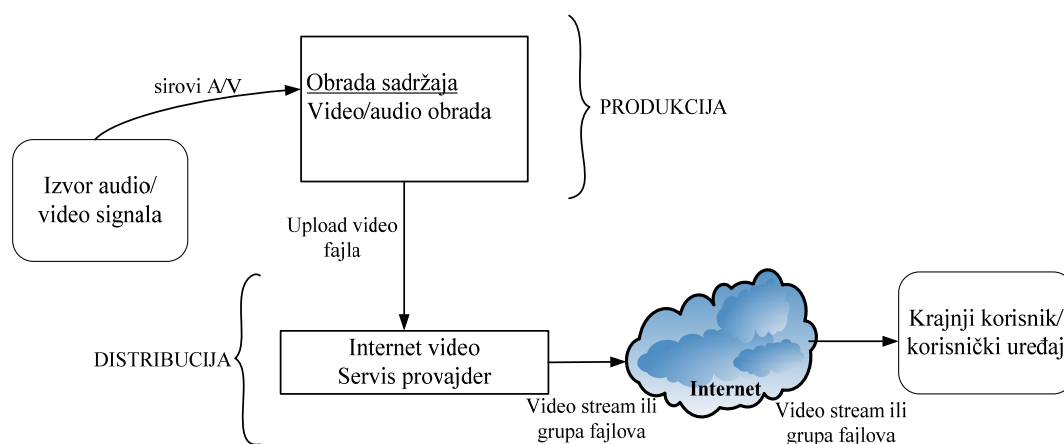 sirovi A/V
Obrada sadržaja
Video/audio obrada
PRODUKCIJA
Izvor audio/
video signala
Upload video
fajla
DISTRIBUCIJA
Internet video
Servis provajder
Video stream ili
grupa fajlova
Internet
Video stream ili
grupa fajlova
Krajnji korisnik/
korisnički uređaj